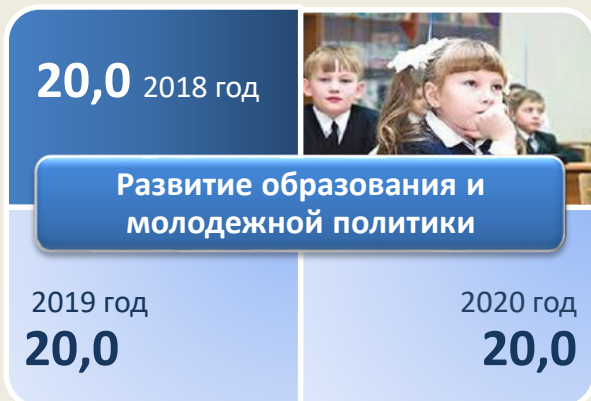 20,0 2018 год
Развитие образования и
молодежной политики
2019 год
20,0
2020 год
20,0